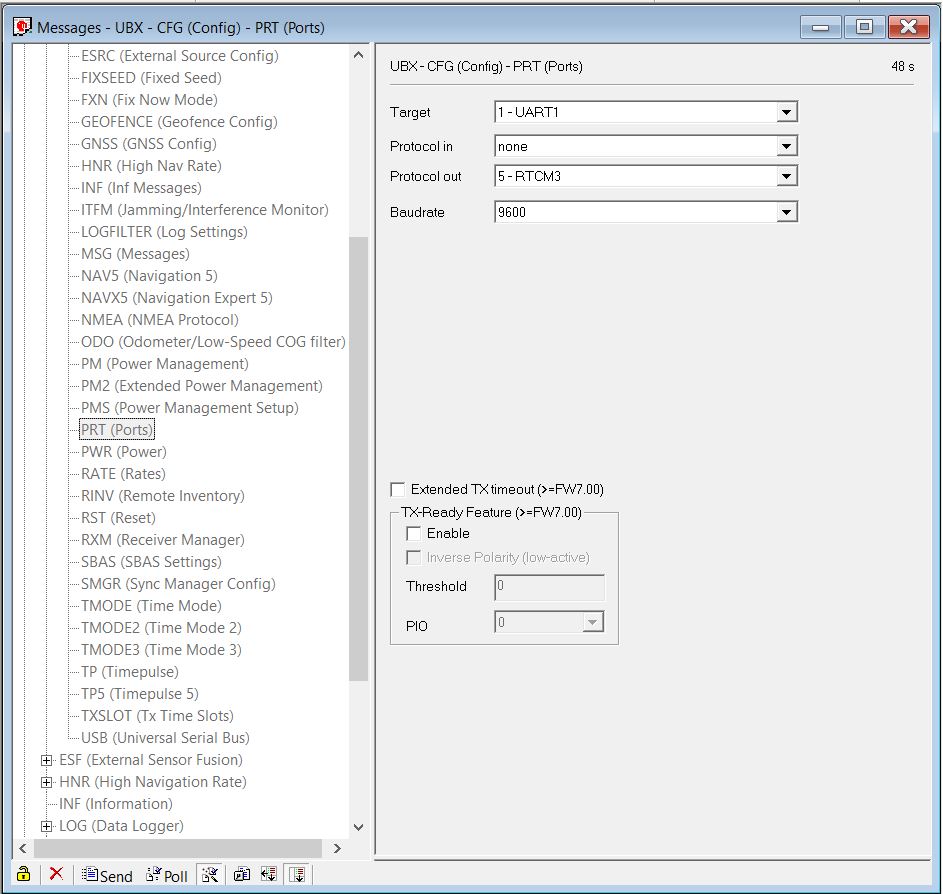 Messages - UBX - CFG (Config) - PRT (Ports)
ESRC (External Source Config)
FIXSEED (Fixed Seed)
FXN (Fix Now Mode)
GEOFENCE (Geofence Config)
GNSS (GNSS Config)
HNR (High Nav Rate)
INF (Inf Messages)
ITFM (Jamming/Interference Monitor)
LOGFILTER (Log Settings)
MSG (Messages)
NAV5 (Navigation 5)
NAVX5 (Navigation Expert 5)
NMEA (NMEA Protocol)
ODO (Odometer/Low-Speed COG filter)
PM (Power Management)
PM2 (Extended Power Management)
PMS (Power Management Setup)
PRT (Ports)
PWR (Power)
RATE (Rates)
RINV (Remote Inventory)
RST (Reset)
RXM (Receiver Manager)
SBAS (SBAS Settings)
SMGR (Sync Manager Config)
TMODE (Time Mode)
TMODE2 (Time Mode 2)
TMODE3 (Time Mode 3)
TP (Timepulse)
TP5 (Timepulse 5)
TXSLOT (Tx Time Slots)
USB (Universal Serial Bus)
ESF (External Sensor Fusion)
HNR (High Navigation Rate)
INF (Information)
LOG (Data Logger)
Send Poll
UBX - CFG (Config) - PRT (Ports) 48 s
Target 1 - UART1
Protocol in none
Protocol out 5 - RTCM3
Baudrate 9600
Extended TX timeout (>=FW7.00)
TX-Ready Feature (>=FW7.00)
Enable
Inverse Polarity (low-active)
Threshold 0
PIO 0